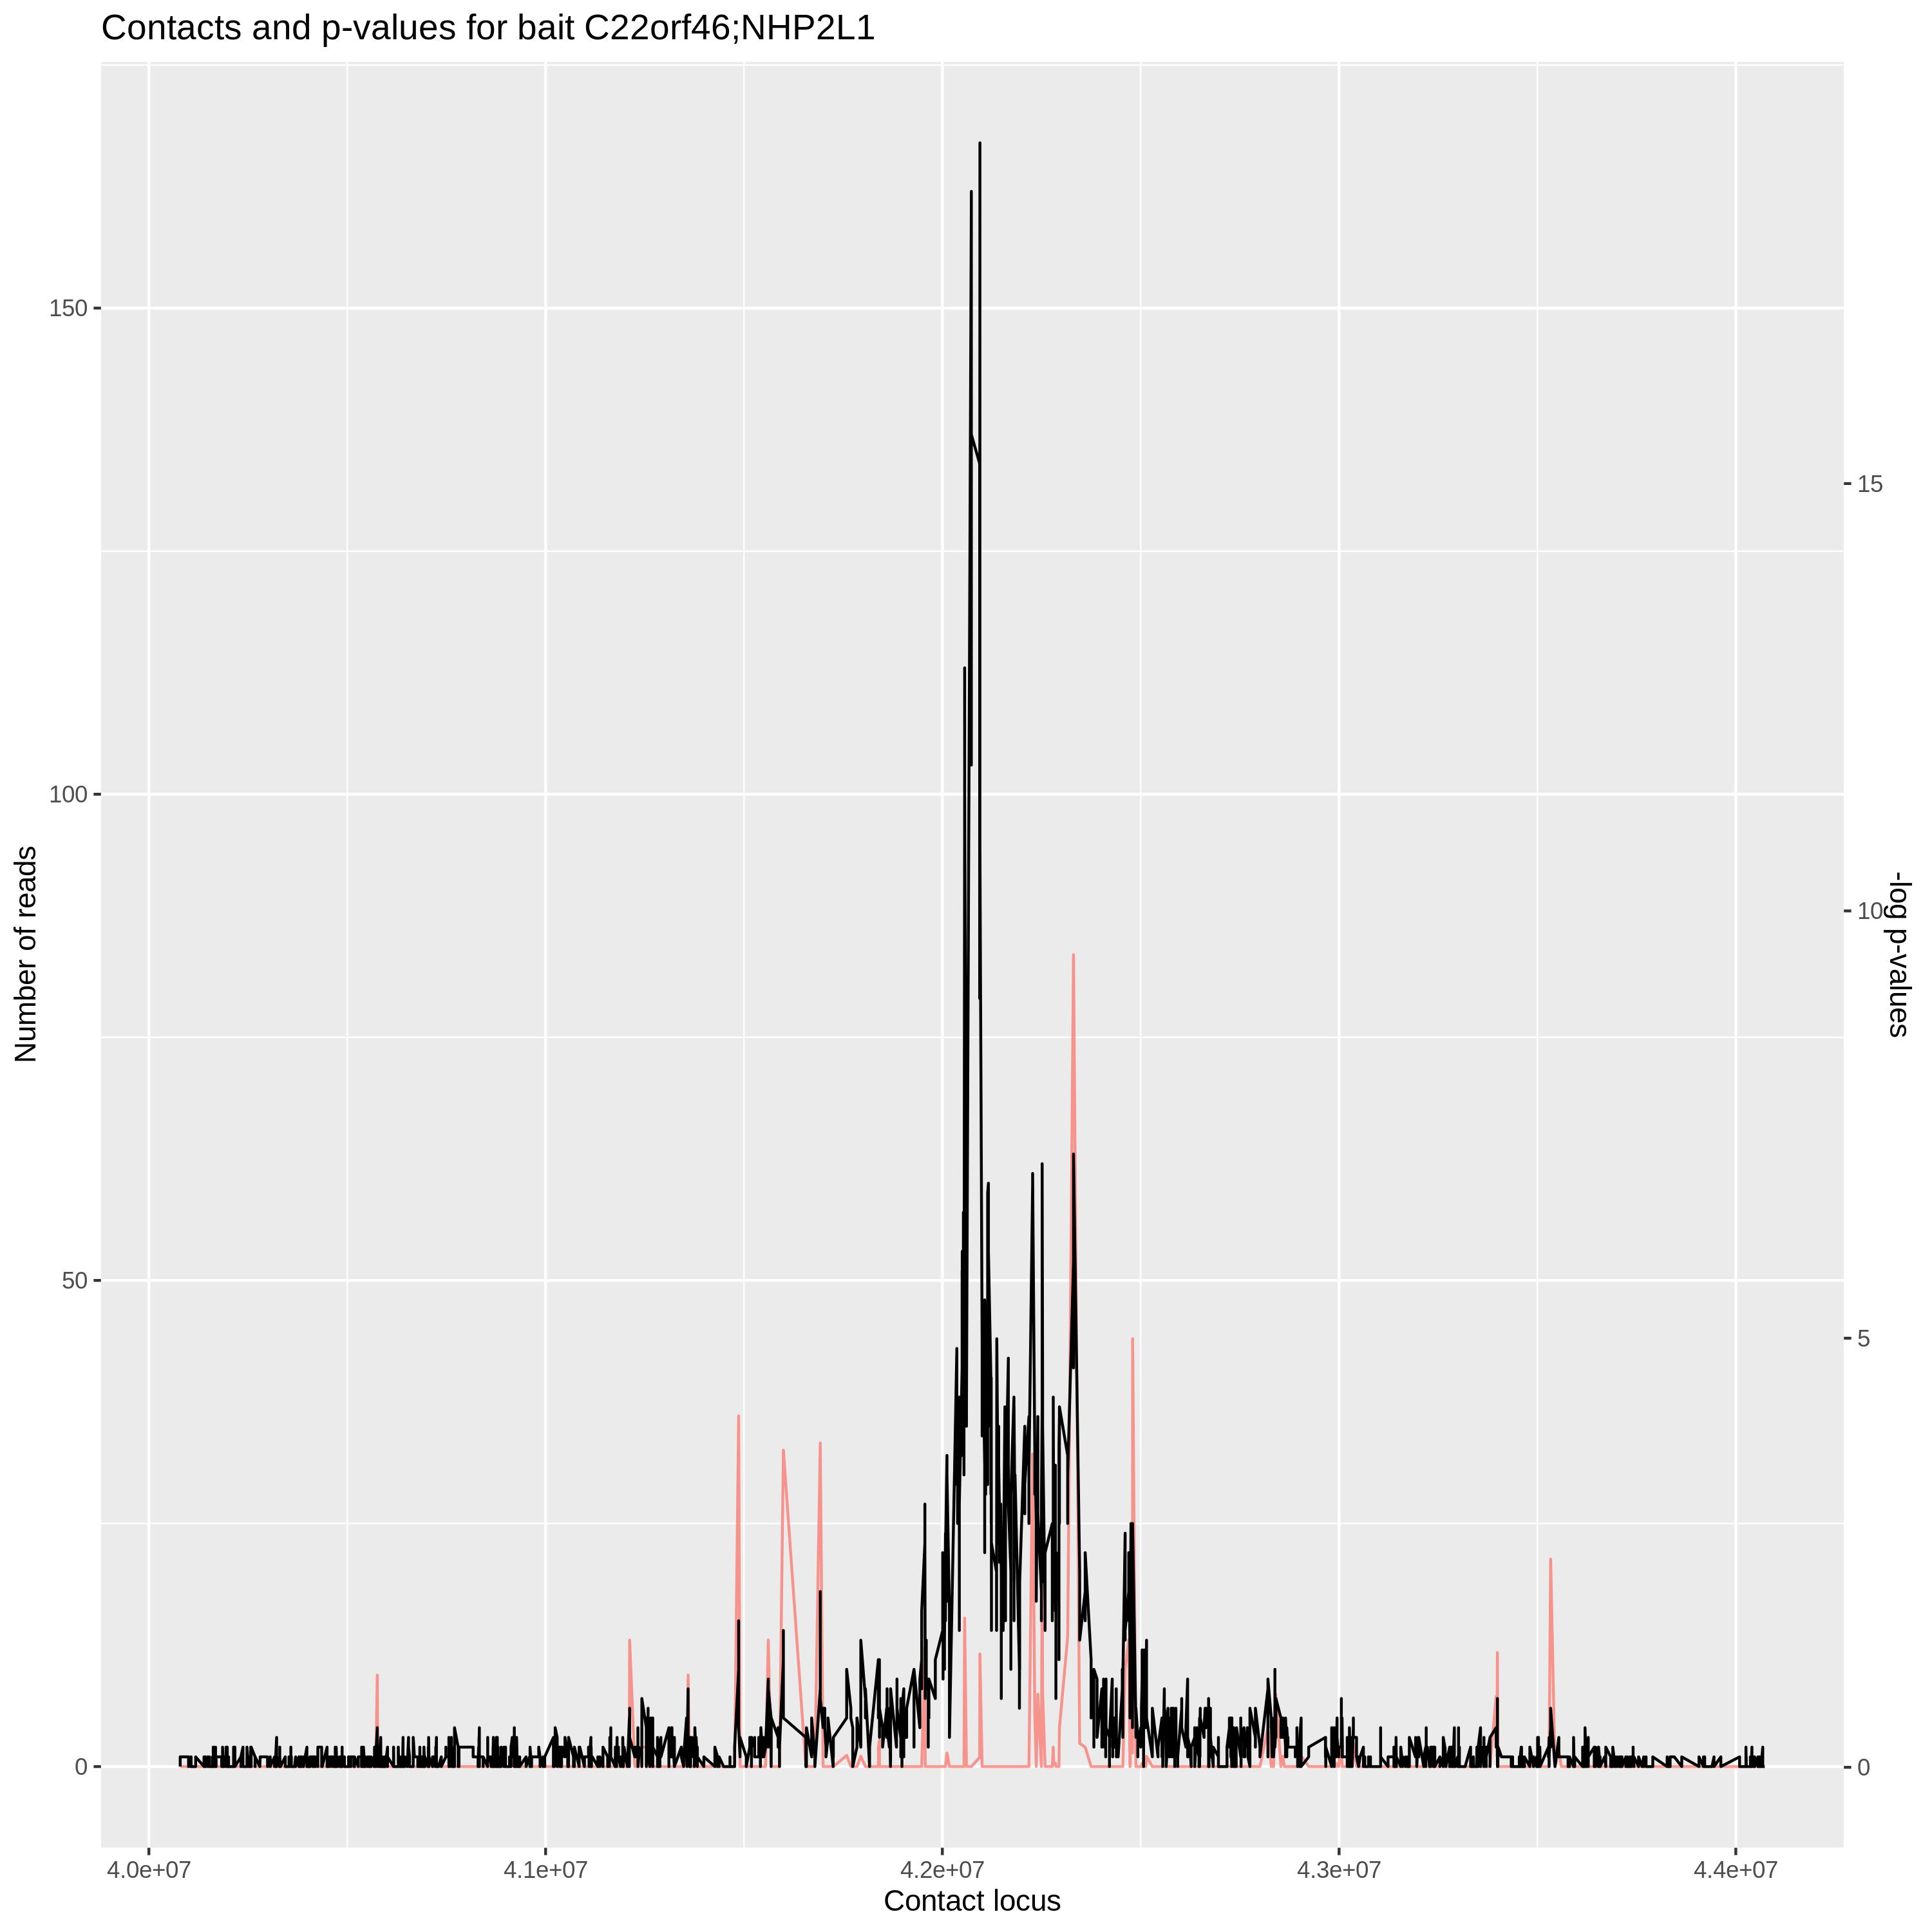 Contacts and p-values for bait C22orf46;NHP2L1
150
100
50
0
Number of reads
15
10
5
0
-log p-values
4.0e+07
4.1e+07
4.2e+07
4.3e+07
4.4e+07
Contact locus